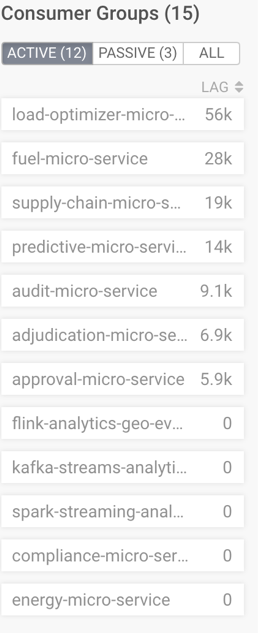 Consumer Groups (15)
ACTIVE (12) PASSIVE (3) ALL
LAG
load-optimizer-micro-... 56k
fuel-micro-service 28k
supply-chain-micro-s... 19k
predictive-micro-servi... 14k
audit-micro-service 9.1k
adjudication-micro-se... 6.9k
approval-micro-service 5.9k
flink-analytics-geo-ev... 0
kafka-streams-analyti... 0
spark-streaming-anal... 0
compliance-micro-ser... 0
energy-micro-service 0